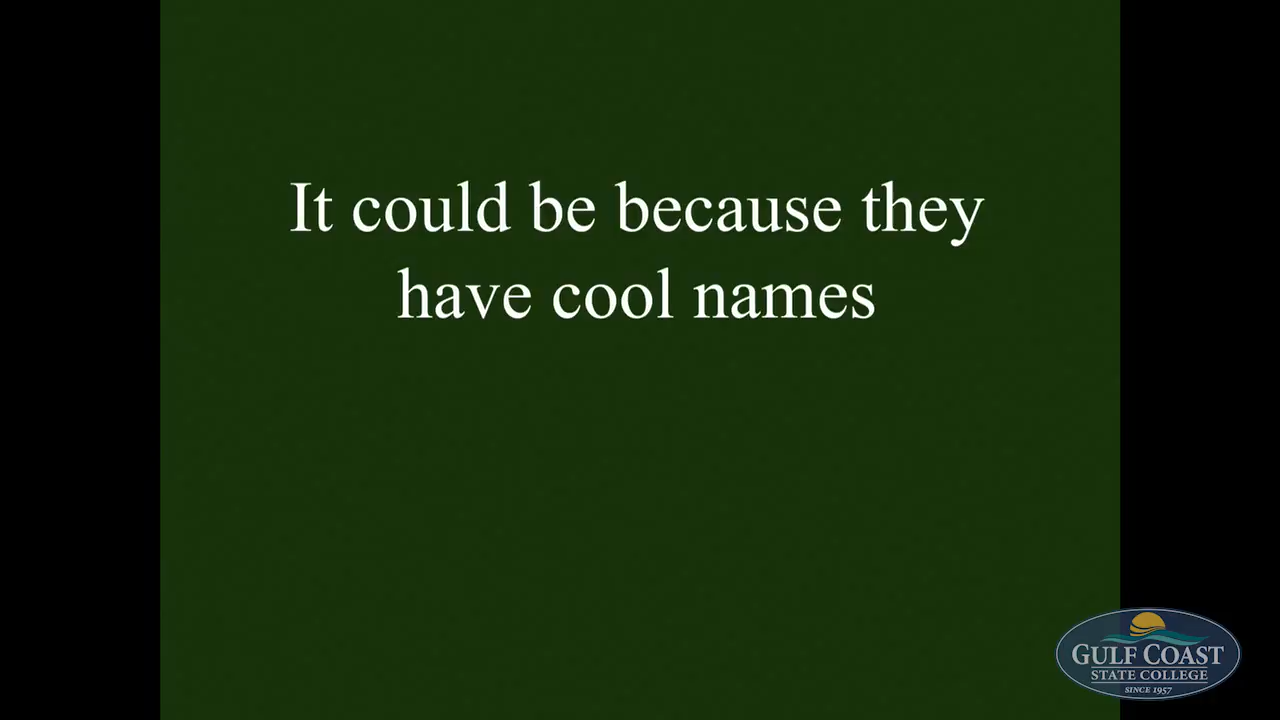 It could be because they
have cool names
GULF COAST
STATE COLLEGE
SINCE 1957